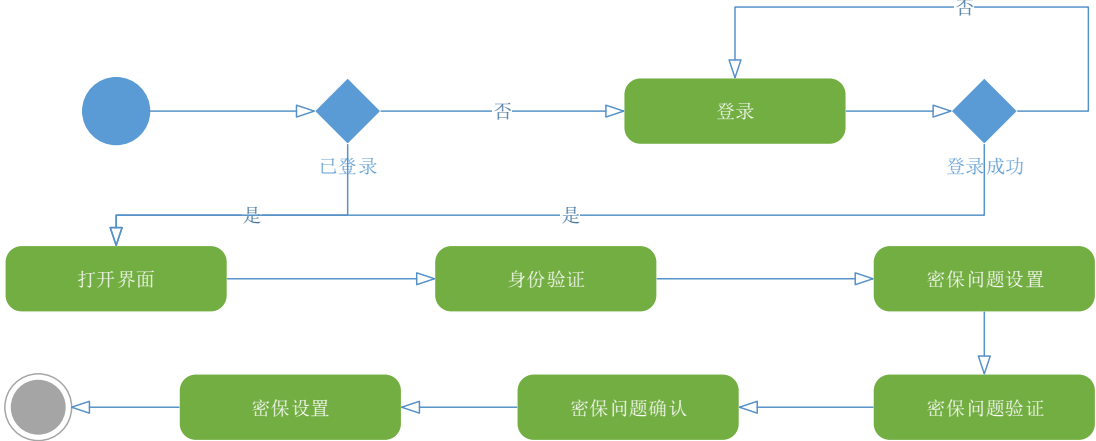 否
否
登录
已登录
登录成功
是
是
打开界面
身份验证
密保问题设置
密保设置
密保问题确认
密保问题验证